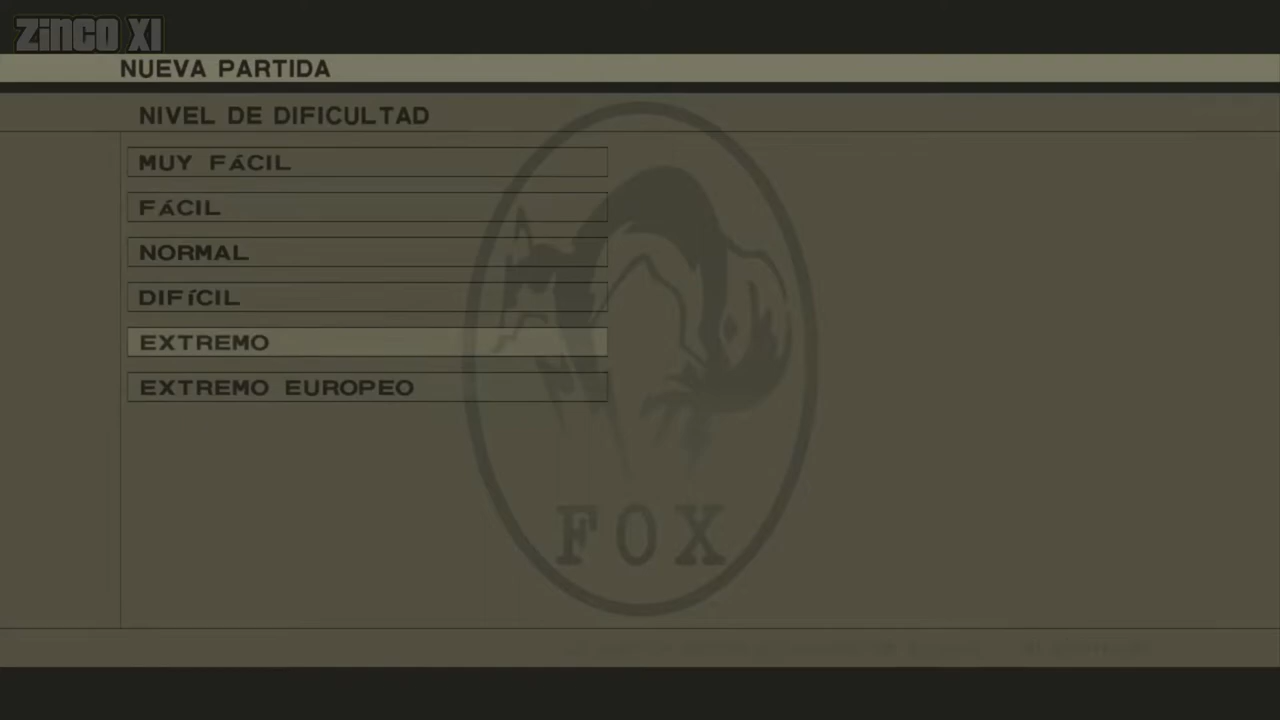 ZINCO XI
NUEVA PARTIDA
NIVEL DE DIFICULTAD
MUY FÁCIL
FÁCIL
NORMAL
DIFÍCIL
EXTREMO
EXTREMO EUROPEO
FOX